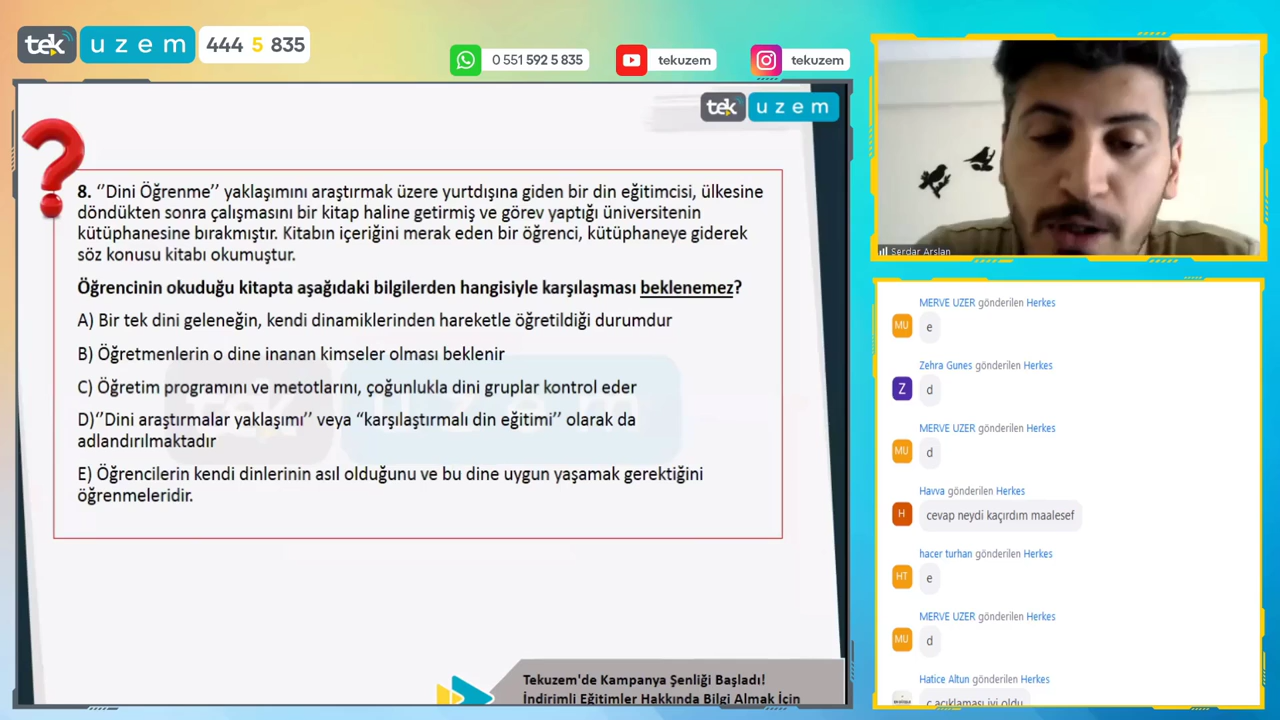 tek uzem 444 5 835
0 551 592 5 835
tekuzem
tekuzem
tek uzem
8. ‘’Dini Öğrenme’’ yaklaşımını araştırmak üzere yurtdışına giden bir din eğitimcisi, ülkesine
döndükten sonra çalışmasını bir kitap haline getirmiş ve görev yaptığı üniversitenin
kütüphanesine bırakmıştır. Kitabın içeriğini merak eden bir öğrenci, kütüphaneye giderek
söz konusu kitabı okumuştur.
Öğrencinin okuduğu kitapta aşağıdaki bilgilerden hangisiyle karşılaşması beklenemez?
A) Bir tek dini geleneğin, kendi dinamiklerinden hareketle öğretildiği durumdur
B) Öğretmenlerin o dine inanan kimseler olması beklenir
C) Öğretim programını ve metotlarını, çoğunlukla dini gruplar kontrol eder
D)‘’Dini araştırmalar yaklaşımı’’ veya “karşılaştırmalı din eğitimi’’ olarak da
adlandırılmaktadır
E) Öğrencilerin kendi dinlerinin asıl olduğunu ve bu dine uygun yaşamak gerektiğini
öğrenmeleridir.
Tekuzem'de Kampanya Şenliği Başladı!
İndirimli Eğitimler Hakkında Bilgi Almak İçin
Serdar Arslan
MERVE UZER gönderilen Herkes
MU e
Zehra Gunes gönderilen Herkes
Z d
MERVE UZER gönderilen Herkes
MU d
Havva gönderilen Herkes
H cevap neydi kaçırdım maalesef
hacer turhan gönderilen Herkes
HT e
MERVE UZER gönderilen Herkes
MU d
Hatice Altun gönderilen Herkes
c açıklaması iyi oldu